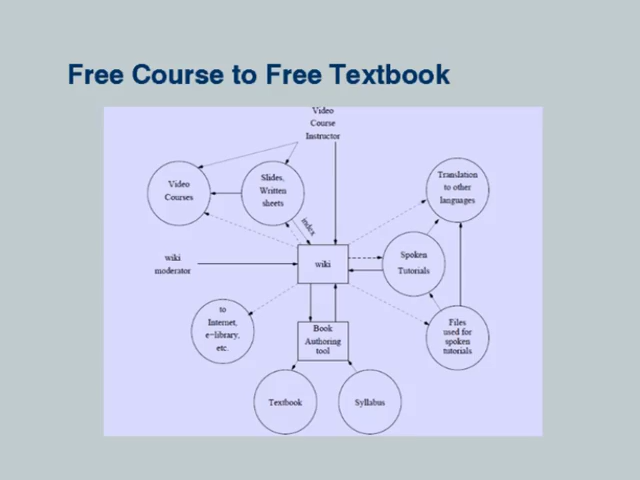 Free Course to Free Textbook
Video
Course
Instructor
Video
Courses
Slides,
Written
sheets
Translation
to other
languages
index
wiki
moderator
wiki
Spoken
Tutorials
to
Internet,
e-library,
etc.
Book
Authoring
tool
Files
used for
spoken
tutorials
Textbook
Syllabus